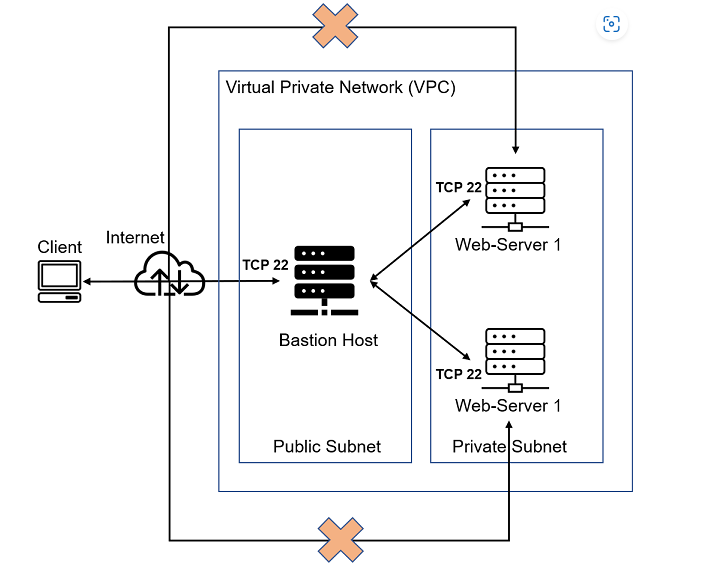 Virtual Private Network (VPC)
TCP 22
Web-Server 1
Internet
Client
TCP 22
Bastion Host
TCP 22
Web-Server 1
Public Subnet
Private Subnet